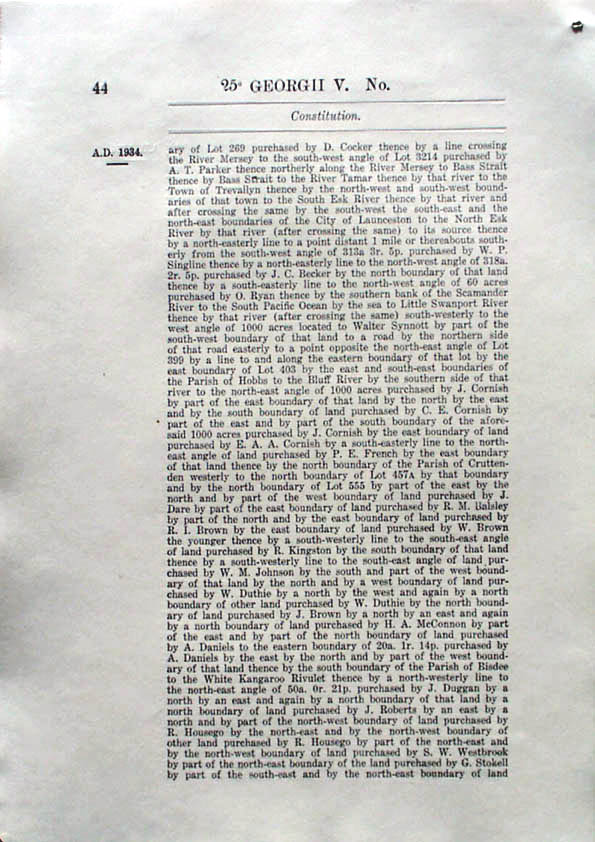 44
25° GEORGII V. No.
Constitution.
A.D. 1934.
ary of Lot 269 purchased by D. Cocker thence by a line crossing
the River Mersey to the south-west angle of Lot 3214 purchased by
A. T. Parker thence northerly along the River Mersey to Bass Strait
thence by Bass Strait to the River Tamar thence by that river to the
Town of Trevallyn thence by the north-west and south-west bound-
aries of that town to the South Esk River thence by that river and
after crossing the same by the south-west the south-east and the
north-east boundaries of the City of Launceston to the North Esk
River by that river (after crossing the same) to its source thence
by a north-easterly line to a point distant 1 mile or thereabouts south-
erly from the south-west angle of 313a 3r. 5p. purchased by W. P.
Singline thence by a north-easterly line to the north-west angle of 318a.
2r. 5p. purchased by J. C. Becker by the north boundary of that land
thence by a south-easterly line to the north-west angle of 60 acres
purchased by O. Ryan thence by the southern bank of the Scamander
River to the South Pacific Ocean by the sea to Little Swanport River
thence by that river (after crossing the same) south-westerly to the
west angle of 1000 acres located to Walter Synnott by part of the
south-west boundary of that land to a road by the northern side
of that road easterly to a point opposite the north-east angle of Lot
399 by a line to and along the eastern boundary of that lot by the
east boundary of Lot 403 by the east and south-east boundaries of
the Parish of Hobbs to the Bluff River by the southern side of that
river to the north-east angle of 1000 acres purchased by J. Cornish
by part of the east boundary of that land by the north by the east
and by the south boundary of land purchased by C. E. Cornish by
part of the east and by part of the south boundary of the afore-
said 1000 acres purchased by J. Cornish by the east boundary of land
purchased by E. A. A. Cornish by a south-easterly line to the north-
east angle of land purchased by P. E. French by the east boundary
of that land thence by the north boundary of the Parish of Crutten-
den westerly to the north boundary of Lot 457A by that boundary
and by the north boundary of Lot 555 by part of the east by the
north and by part of the west boundary of land purchased by J.
Dare by part of the east boundary of land purchased by R. M. Balsley
by part of the north and by the east boundary of land purchased by
R. I. Brown by the east boundary of land purchased by W. Brown
the younger thence by a south-westerly line to the south-east angle
of land purchased by R. Kingston by the south boundary of that land
thence by a south-westerly line to the south-east angle of land pur-
chased by W. M. Johnson by the south and part of the west bound-
ary of that land by the north and by a west boundary of land pur-
chased by W. Duthie by a north by the west and again by a north
boundary of other land purchased by W. Duthie by the north bound-
ary of land purchased by J. Brown by a north by an east and again
by a north boundary of land purchased by H. A. McConnon by part
of the east and by part of the north boundary of land purchased
by A. Daniels to the eastern boundary of 20a. 1r. 14p. purchased by
A. Daniels by the east by the north and by part of the west bound-
ary of that land thence by the south boundary of the Parish of Bisdee
to the White Kangaroo Rivulet thence by a north-westerly line to
the north-east angle of 50a. 0r. 21p. purchased by J. Duggan by a
north by an east and again by a north boundary of that land by a
north boundary of land purchased by J. Roberts by an east by a
north and by part of the north-west boundary of land purchased by
R. Housego by the north-east and by the north-west boundary of
other land purchased by R. Housego by part of the north-east and
by the north-west boundary of land purchased by S. W. Westbrook
by part of the north-east boundary of the land purchased by G. Stokell
by part of the south-east and by the north-east boundary of land